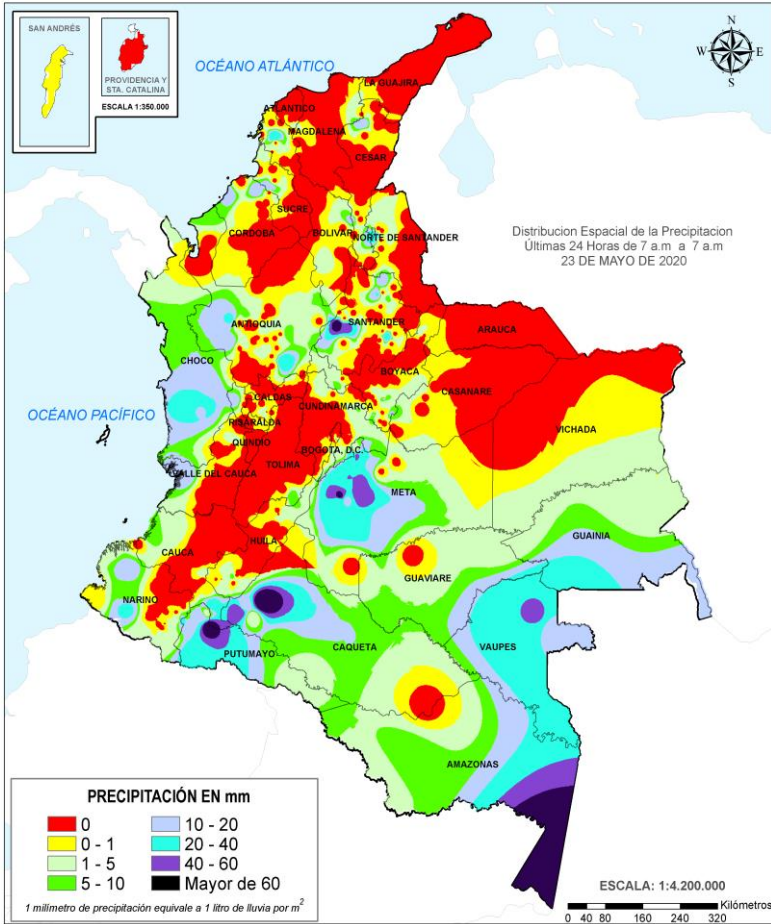 SAN ANDRÉS
PROVIDENCIA Y
STA. CATALINA
ESCALA 1:350.000
OCÉANO ATLÁNTICO
N
W E
S
LA GUAJIRA
ATLANTICO
MAGDALENA
CESAR
SUCRE
CORDOBA
BOLIVAR
NORTE DE SANTANDER
Distribucion Espacial de la Precipitacion
Últimas 24 Horas de 7 a.m a 7 a.m
23 DE MAYO DE 2020
ANTIOQUIA
SANTANDER
ARAUCA
CHOCO
BOYACA
CASANARE
CALDAS
CUNDINAMARCA
OCÉANO PACÍFICO
RISARALDA
VICHADA
QUINDIO
BOGOTA, D.C.
TOLIMA
VALLE DEL CAUCA
META
GUAINIA
HUILA
CAUCA
GUAVIARE
NARIÑO
CAQUETA
VAUPES
PUTUMAYO
AMAZONAS
PRECIPITACIÓN EN mm
0 10 - 20
0 - 1 20 - 40
1 - 5 40 - 60
5 - 10 Mayor de 60
1 milímetro de precipitación equivale a 1 litro de lluvia por m²
ESCALA: 1:4.200.000
Kilómetros
0 40 80 160 240 320